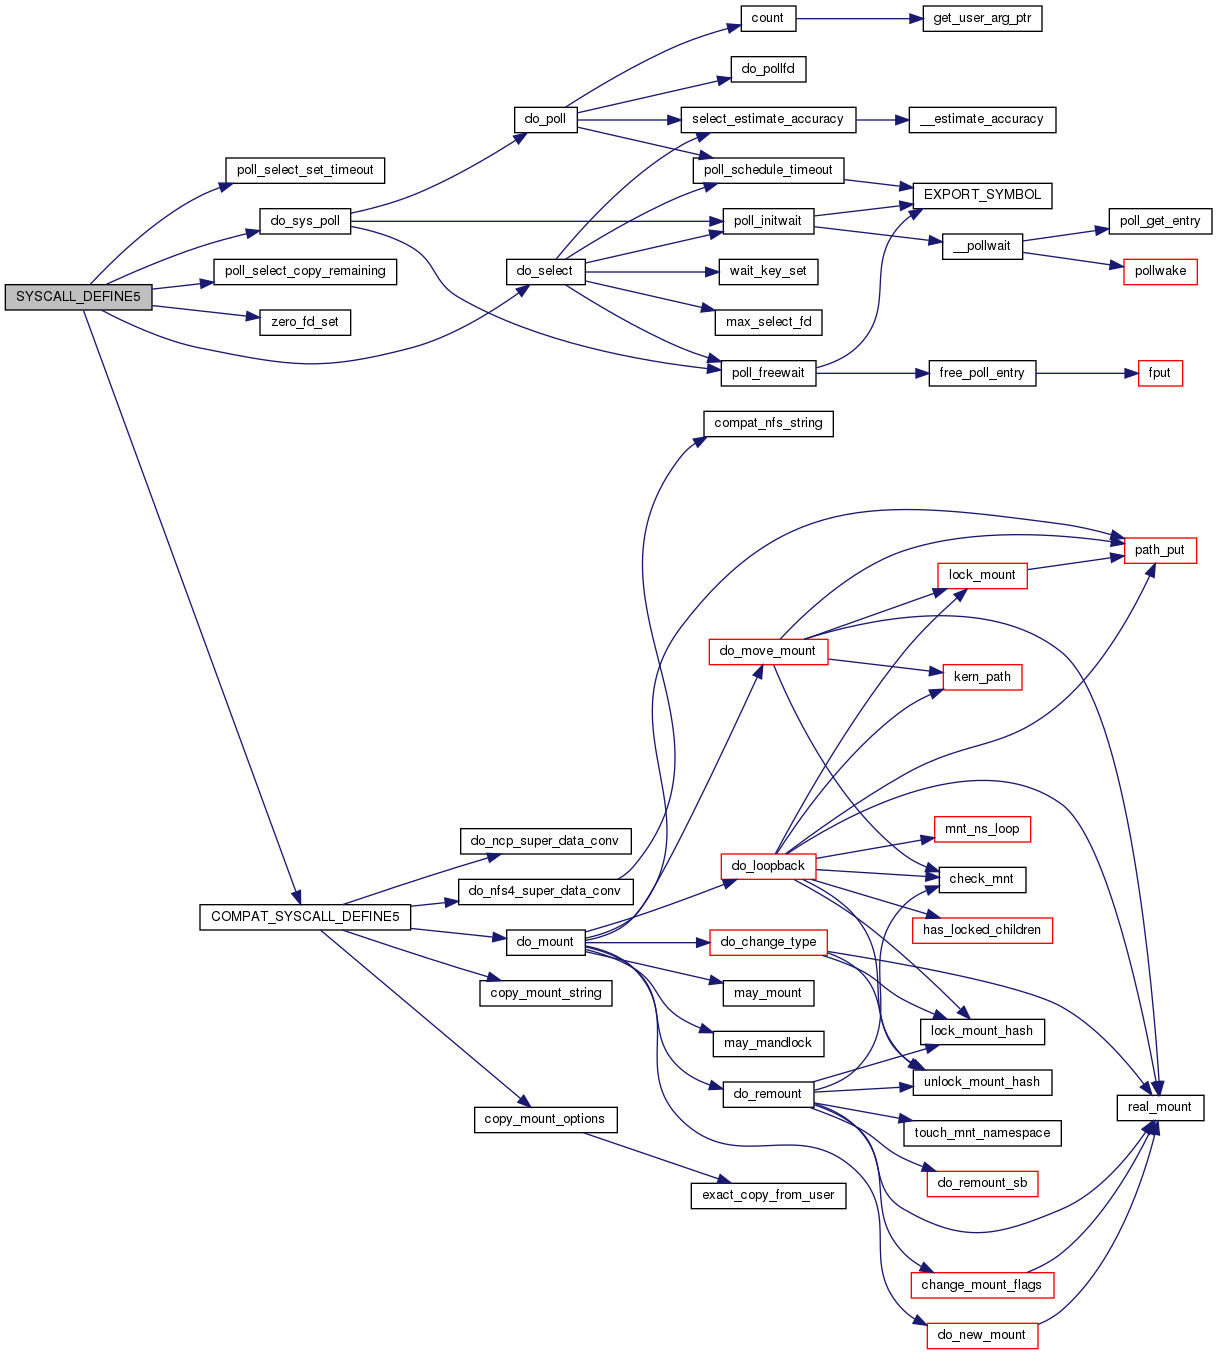 count
get_user_arg_ptr
do_pollfd
do_poll
select_estimate_accuracy
__estimate_accuracy
poll_select_set_timeout
poll_schedule_timeout
EXPORT_SYMBOL
do_sys_poll
poll_initwait
poll_get_entry
__pollwait
poll_select_copy_remaining
do_select
wait_key_set
pollwake
SYSCALL_DEFINE5
zero_fd_set
max_select_fd
poll_freewait
free_poll_entry
fput
compat_nfs_string
path_put
lock_mount
do_move_mount
kern_path
mnt_ns_loop
do_ncp_super_data_conv
do_loopback
check_mnt
do_nfs4_super_data_conv
COMPAT_SYSCALL_DEFINE5
has_locked_children
do_mount
do_change_type
copy_mount_string
may_mount
lock_mount_hash
may_mandlock
unlock_mount_hash
do_remount
real_mount
copy_mount_options
touch_mnt_namespace
do_remount_sb
exact_copy_from_user
change_mount_flags
do_new_mount